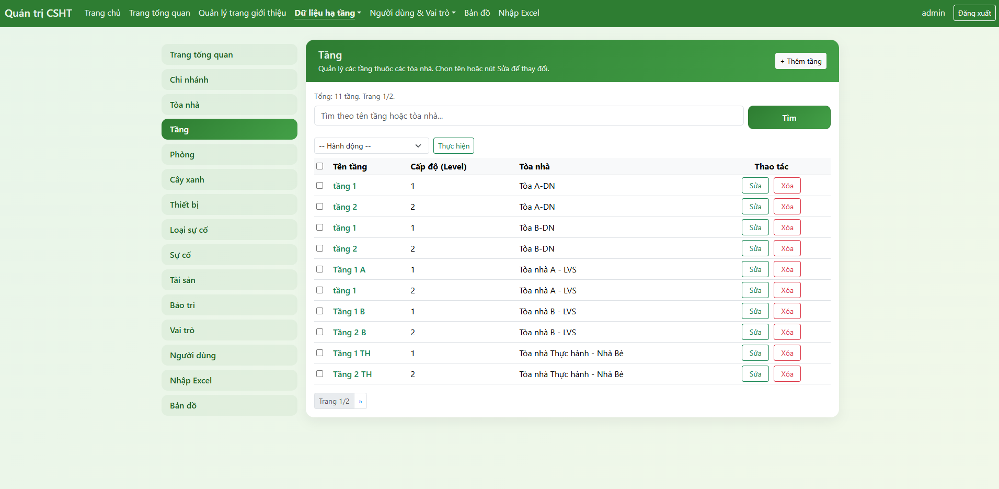 Quản trị CSHT Trang chủ Trang tổng quan Quản lý trang giới thiệu Dữ liệu hạ tầng Người dùng & Vai trò Bản đồ Nhập Excel admin Đăng xuất
Trang tổng quan
Chi nhánh
Tòa nhà
Tầng
Phòng
Cây xanh
Thiết bị
Loại sự cố
Sự cố
Tài sản
Bảo trì
Vai trò
Người dùng
Nhập Excel
Bản đồ
Tầng
Quản lý các tầng thuộc các tòa nhà. Chọn tên hoặc nút Sửa để thay đổi.
+ Thêm tầng
Tổng: 11 tầng. Trang 1/2.
Tìm theo tên tầng hoặc tòa nhà... Tìm
-- Hành động -- Thực hiện
Tên tầng Cấp độ (Level) Tòa nhà Thao tác
tầng 1 1 Tòa A-DN Sửa Xóa
tầng 2 2 Tòa A-DN Sửa Xóa
tầng 1 1 Tòa B-DN Sửa Xóa
tầng 2 2 Tòa B-DN Sửa Xóa
Tầng 1 A 1 Tòa nhà A - LVS Sửa Xóa
tầng 1 2 Tòa nhà A - LVS Sửa Xóa
Tầng 1 B 1 Tòa nhà B - LVS Sửa Xóa
Tầng 2 B 2 Tòa nhà B - LVS Sửa Xóa
Tầng 1 TH 1 Tòa nhà Thực hành - Nhà Bè Sửa Xóa
Tầng 2 TH 2 Tòa nhà Thực hành - Nhà Bè Sửa Xóa
Trang 1/2 »